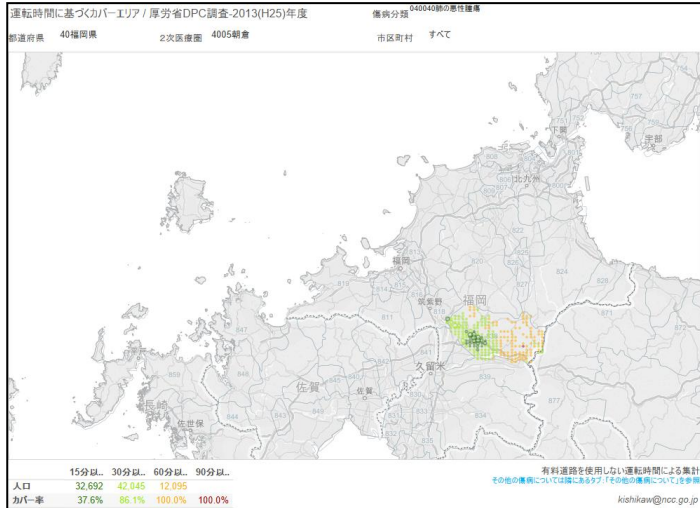 運転時間に基づくカバーエリア / 厚労省DPC調査-2013(H25)年度
傷病分類 040040肺の悪性腫瘍
都道府県 40福岡県 2次医療圏 4005朝倉 市区町村 すべて
下関
宇部
北九州
福岡
筑紫野
福岡
久留米
佐賀
佐賀
長崎
佐世保
15分以.. 30分以.. 60分以.. 90分以..
人口 32,692 42,045 12,095
カバー率 37.6% 86.1% 100.0% 100.0%
有料道路を使用しない運転時間による集計
その他の傷病については隣にあるタブ:「その他の傷病について」を参照
kishikaw@ncc.go.jp